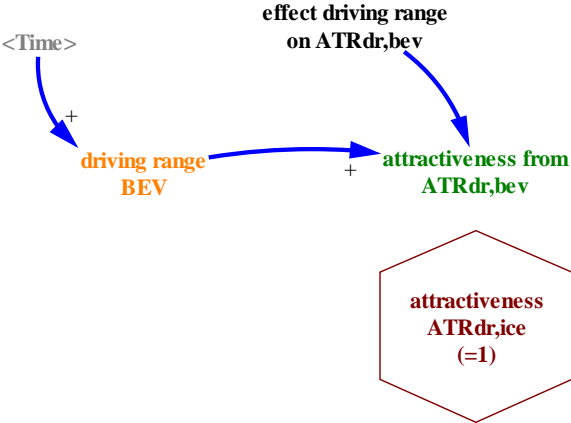 effect driving range
on ATRdr,bev
<Time>
+
driving range
BEV
+
attractiveness from
ATRdr,bev
attractiveness
ATRdr,ice
(=1)